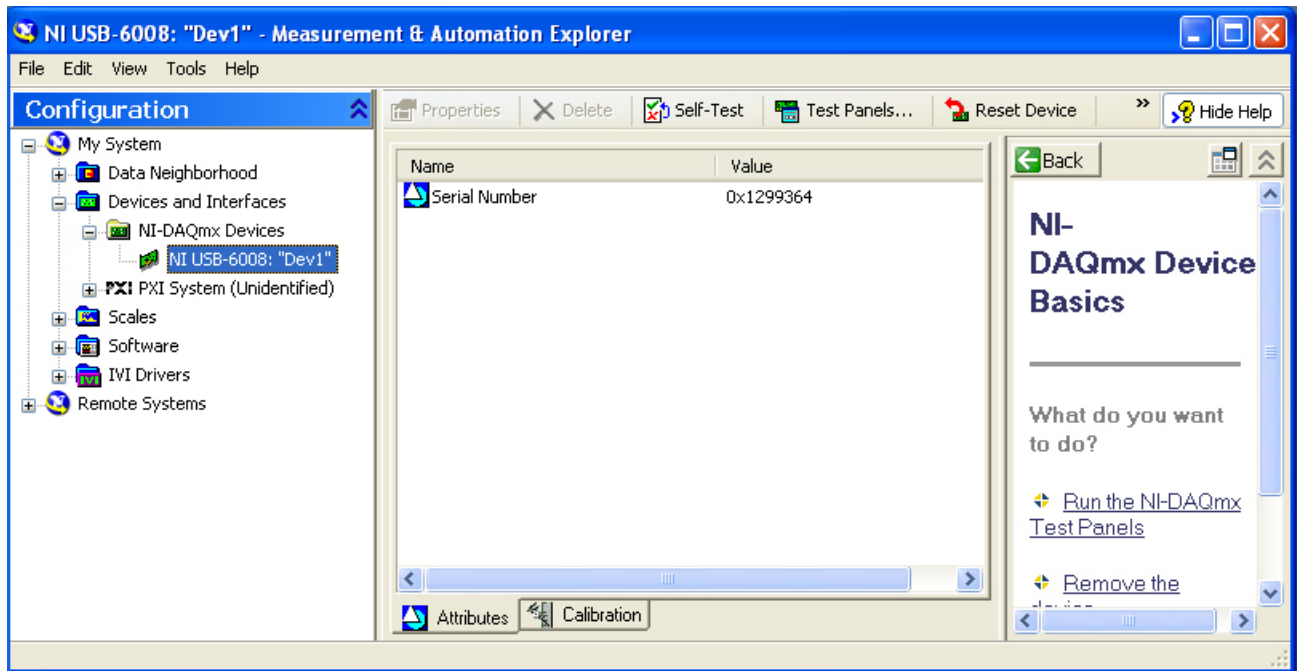 NI USB-6008: "Dev1" - Measurement & Automation Explorer
File Edit View Tools Help
Configuration
My System
Data Neighborhood
Devices and Interfaces
NI-DAQmx Devices
NI USB-6008: "Dev1"
PXI PXI System (Unidentified)
Scales
Software
IVI IVI Drivers
Remote Systems
Properties Delete Self-Test Test Panels... Reset Device » Hide Help
Name Value
Serial Number 0x1299364
Attributes Calibration
Back
NI-
DAQmx Device
Basics
What do you want
to do?
Run the NI-DAQmx
Test Panels
Remove the